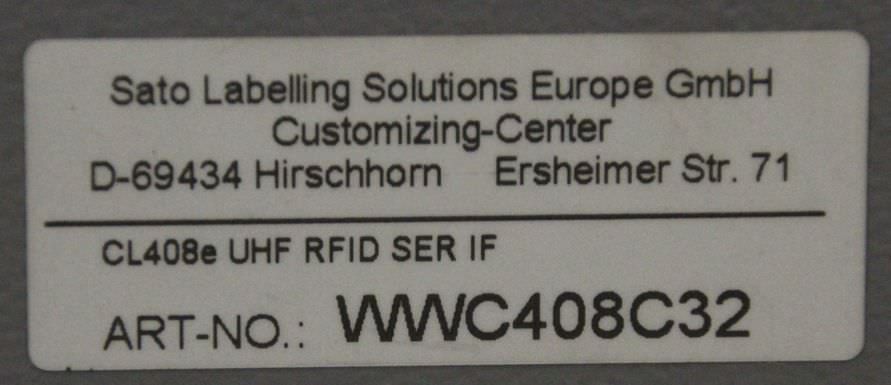 Sato Labelling Solutions Europe GmbH
Customizing-Center
D-69434 Hirschhorn Ersheimer Str. 71
CL408e UHF RFID SER IF
ART-NO.: WWC408C32